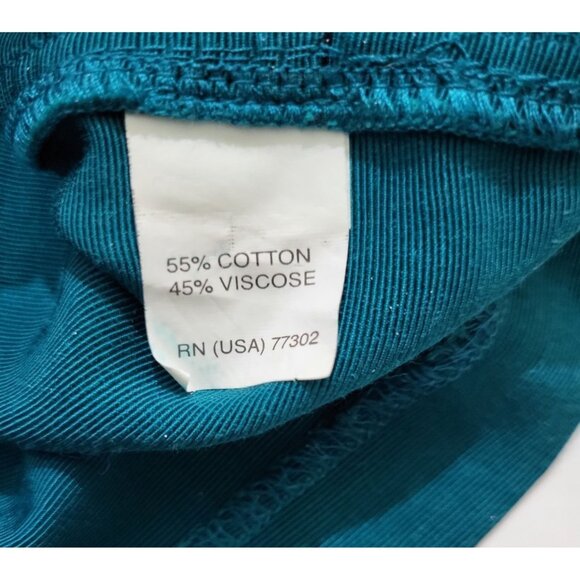 55% COTTON
45% VISCOSE
RN (USA) 77302